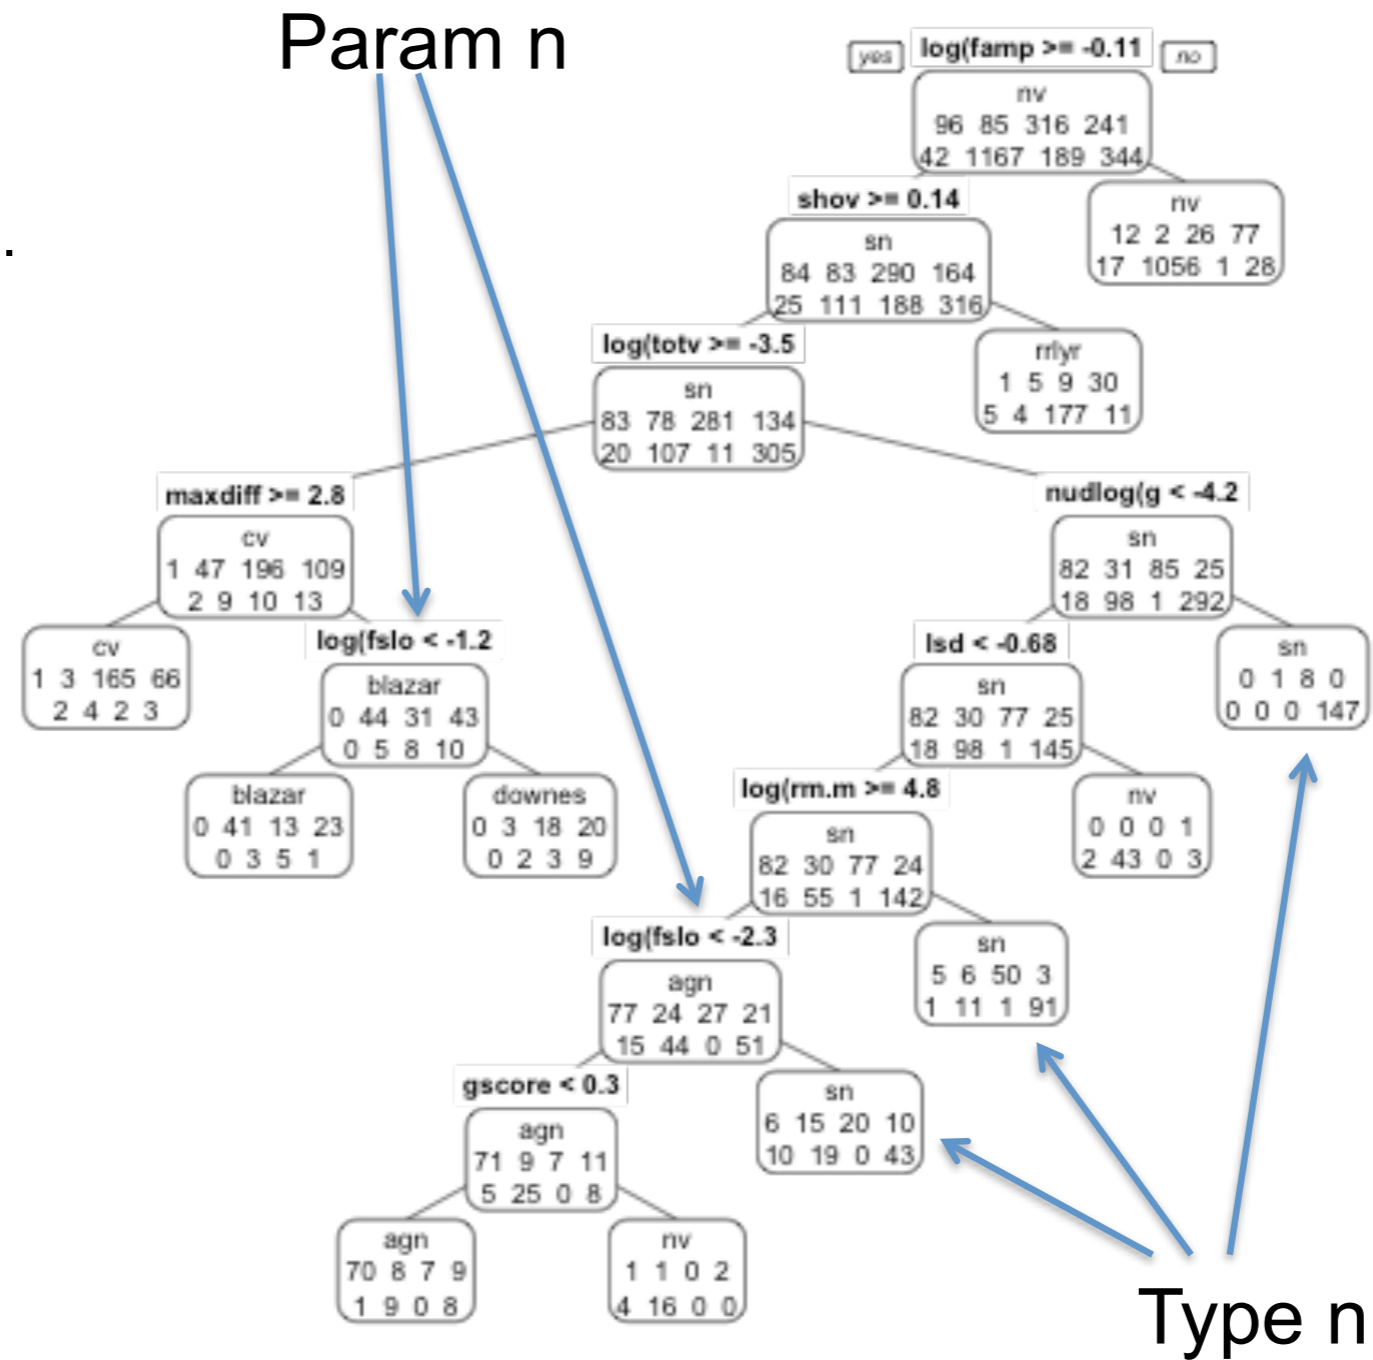 Param n
yes
log(famp >= -0.11
no
nv
96 85 316 241
42 1167 189 344
shov >= 0.14
nv
12 2 26 77
17 1056 1 28
.
sn
84 83 290 164
25 111 188 316
log(totv >= -3.5
rrlyr
1 5 9 30
5 4 177 11
sn
83 78 281 134
20 107 11 305
maxdiff >= 2.8
nudlog(g < -4.2
cv
1 47 196 109
2 9 10 13
sn
82 31 85 25
18 98 1 292
cv
1 3 165 66
2 4 2 3
log(fslo < -1.2
lsd < -0.68
sn
0 1 8 0
0 0 0 147
blazar
0 44 31 43
0 5 8 10
sn
82 30 77 25
18 98 1 145
blazar
0 41 13 23
0 3 5 1
downes
0 3 18 20
0 2 3 9
log(rm.m >= 4.8
nv
0 0 0 1
2 43 0 3
sn
82 30 77 24
16 55 1 142
log(fslo < -2.3
sn
5 6 50 3
1 11 1 91
agn
77 24 27 21
15 44 0 51
gscore < 0.3
sn
6 15 20 10
10 19 0 43
agn
71 9 7 11
5 25 0 8
agn
70 8 7 9
1 9 0 8
nv
1 1 0 2
4 16 0 0
Type n